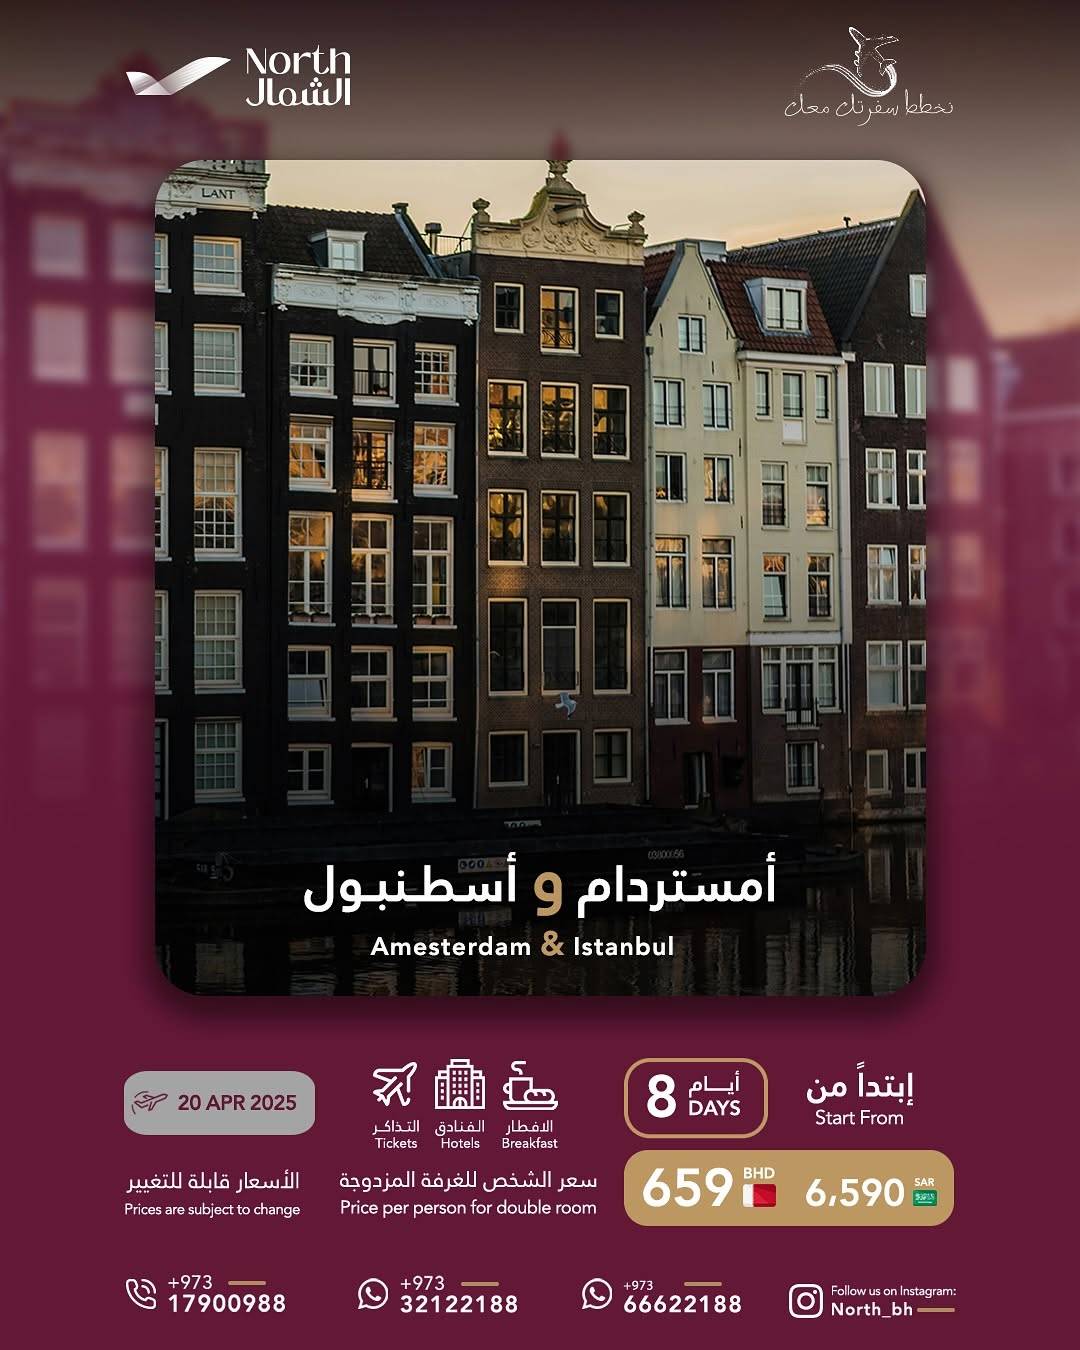 North
الشمال
نخطط سفرتك معك
LANT
03800056
أمستردام و أسطنبول
Amesterdam & Istanbul
20 APR 2025
التذاكر
Tickets
الفنادق
Hotels
الافطار
Breakfast
8 أيام
DAYS
إبتداً من
Start From
الأسعار قابلة للتغيير
Prices are subject to change
سعر الشخص للغرفة المزدوجة
Price per person for double room
659 BHD
6,590 SAR
+973
17900988
+973
32122188
+973
66622188
Follow us on Instagram:
North_bh